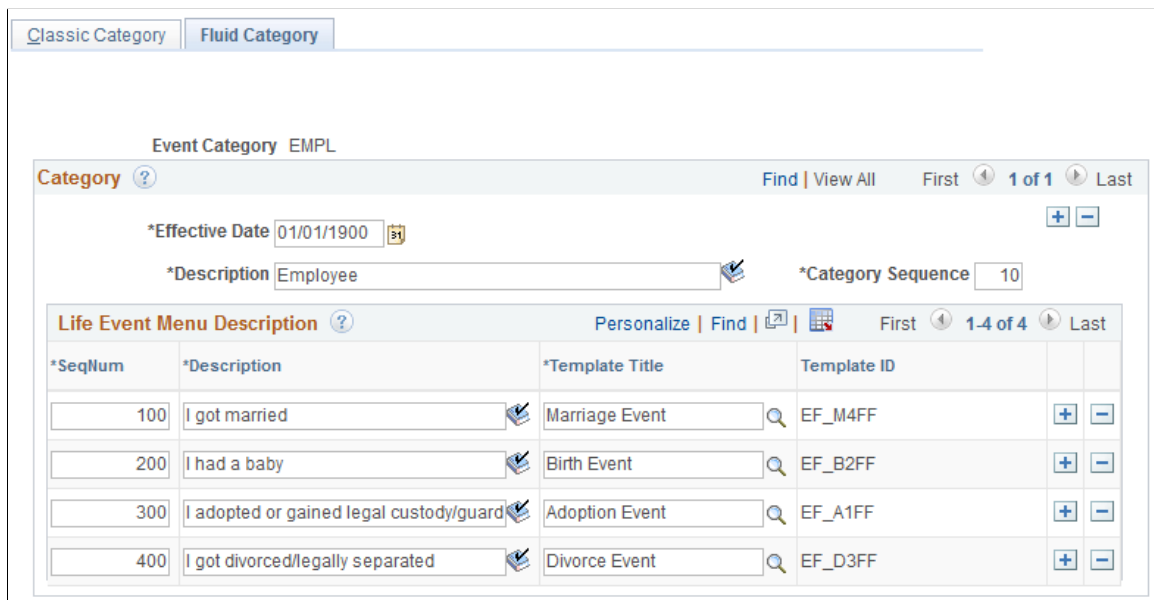 Classic Category Fluid Category
Event Category EMPL
Category ? Find | View All First 1 of 1 Last
*Effective Date 01/01/1900 31
*Description Employee *Category Sequence 10
Life Event Menu Description ? Personalize | Find | | First 1-4 of 4 Last
*SeqNum *Description *Template Title Template ID
100 I got married Marriage Event EF_M4FF
200 I had a baby Birth Event EF_B2FF
300 I adopted or gained legal custody/guard Adoption Event EF_A1FF
400 I got divorced/legally separated Divorce Event EF_D3FF